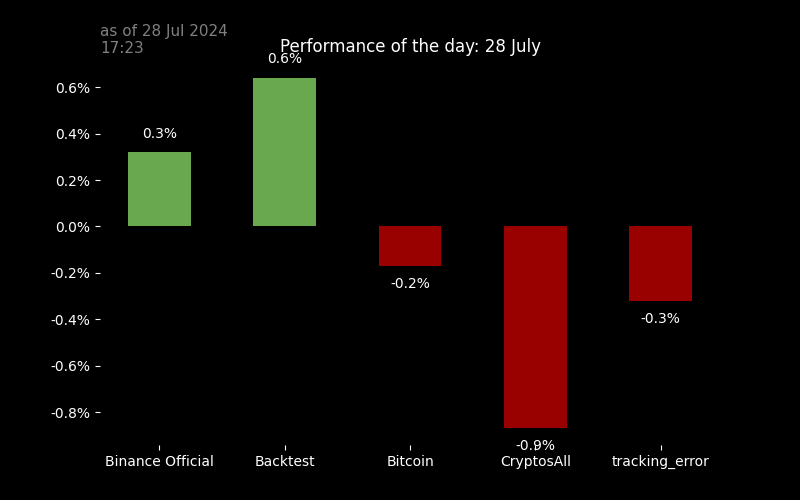 as of 28 Jul 2024
17:23
Performance of the day: 28 July
0.6%
0.4%
0.2%
0.0%
-0.2%
-0.4%
-0.6%
-0.8%
0.3%
0.6%
-0.2%
-0.9%
-0.3%
Binance Official
Backtest
Bitcoin
CryptosAll
tracking_error